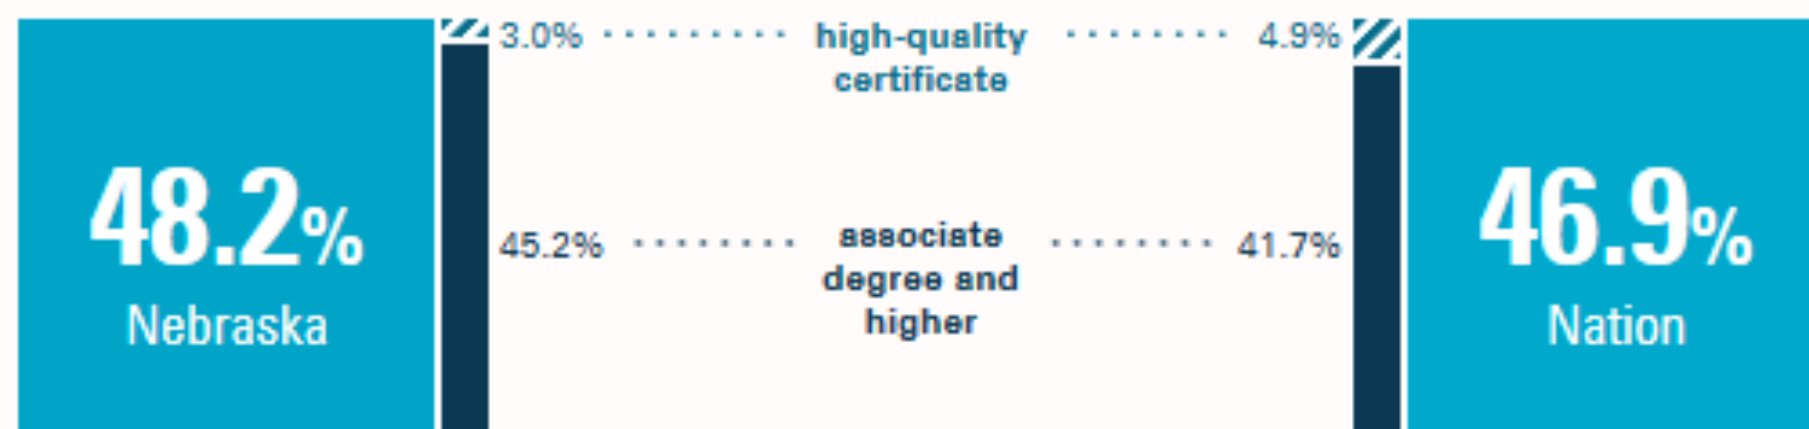 3.0% high-quality 4.9%
certificate
48.2% 46.9%
45.2% associate 41.7%
degree and
higher
Nebraska Nation